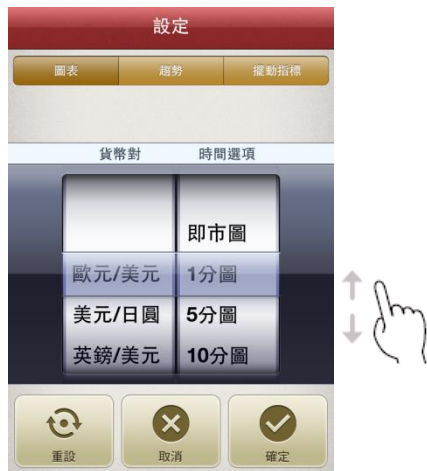 設定
圖表 趨勢 擺動指標
貨幣對 時間選項
即市圖
歐元/美元 1分圖
美元/日圓 5分圖
英鎊/美元 10分圖
重設 取消 確定